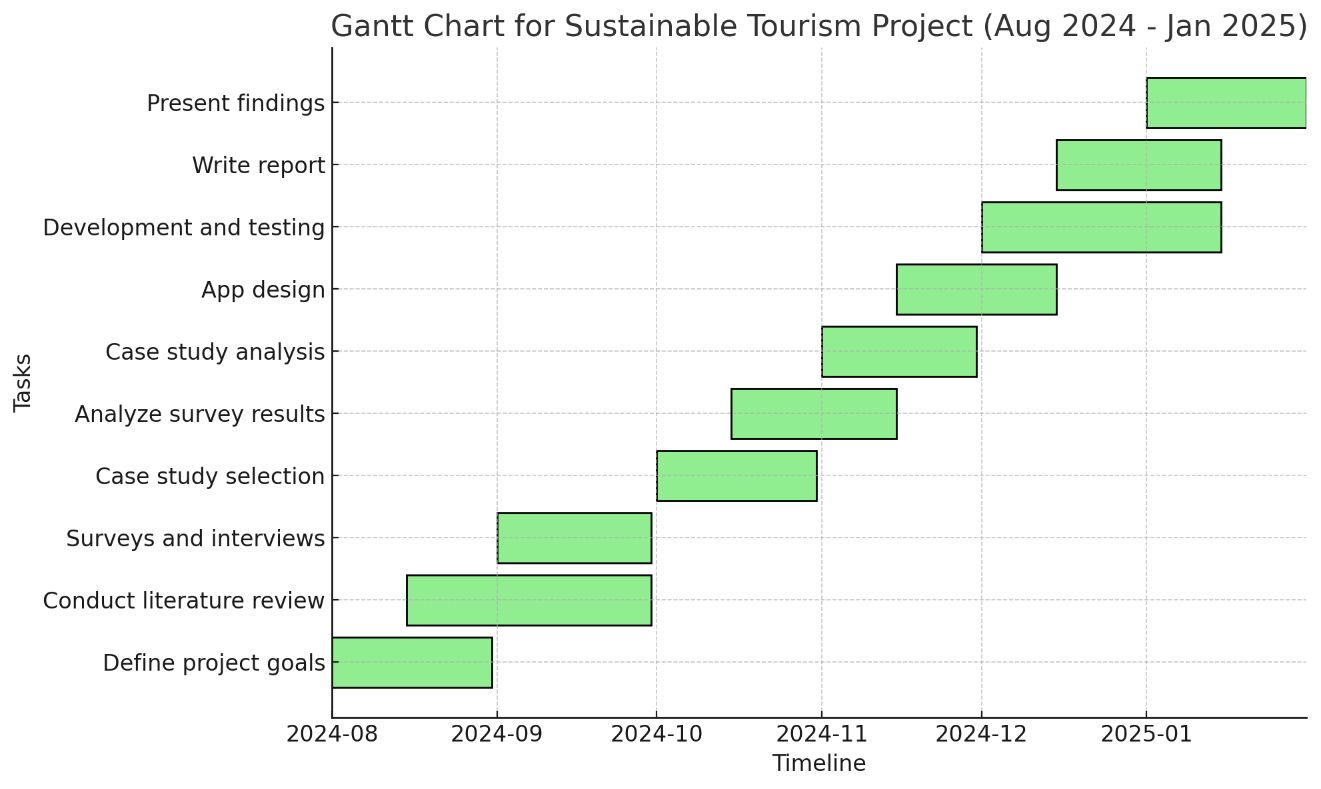 Gantt Chart for Sustainable Tourism Project (Aug 2024 - Jan 2025)
Present findings
Write report
Development and testing
App design
Case study analysis
Analyze survey results
Case study selection
Surveys and interviews
Conduct literature review
Define project goals
Tasks
2024-08 2024-09 2024-10 2024-11 2024-12 2025-01
Timeline